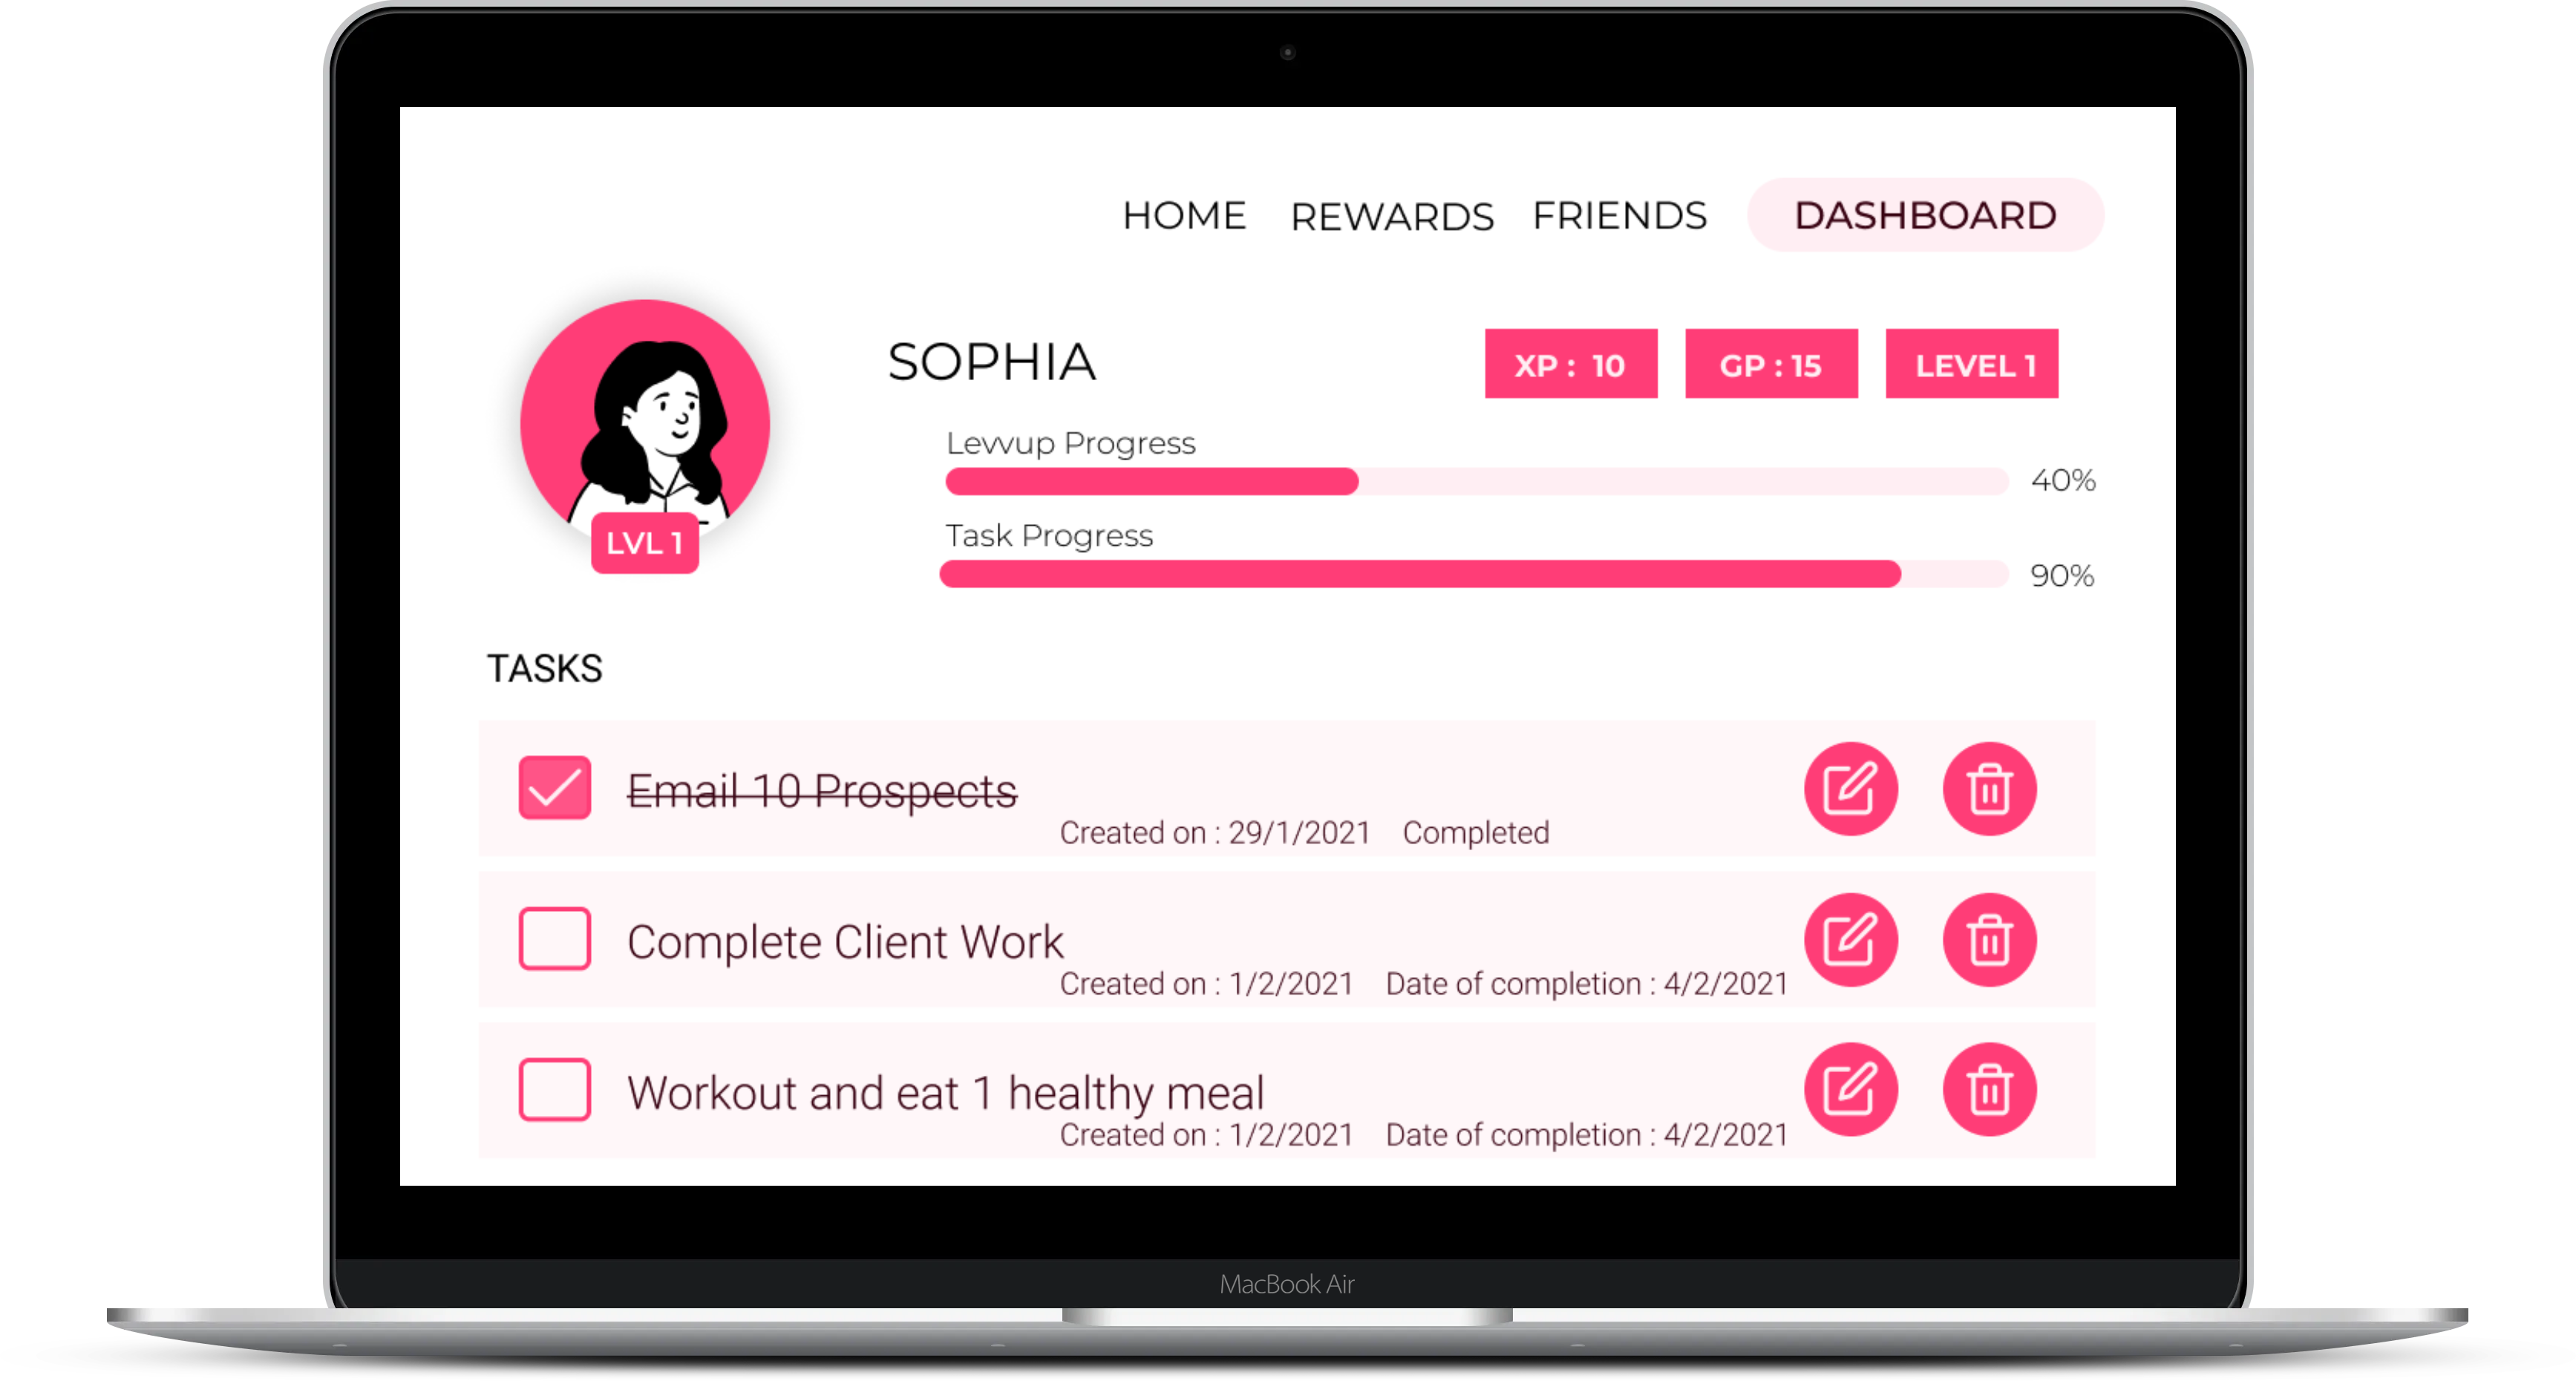 HOME REWARDS FRIENDS DASHBOARD
SOPHIA
XP : 10 GP : 15 LEVEL 1
Levvup Progress
40%
Task Progress
90%
LVL 1
TASKS
Email 10 Prospects
Created on : 29/1/2021 Completed
Complete Client Work
Created on : 1/2/2021 Date of completion : 4/2/2021
Workout and eat 1 healthy meal
Created on : 1/2/2021 Date of completion : 4/2/2021
MacBook Air